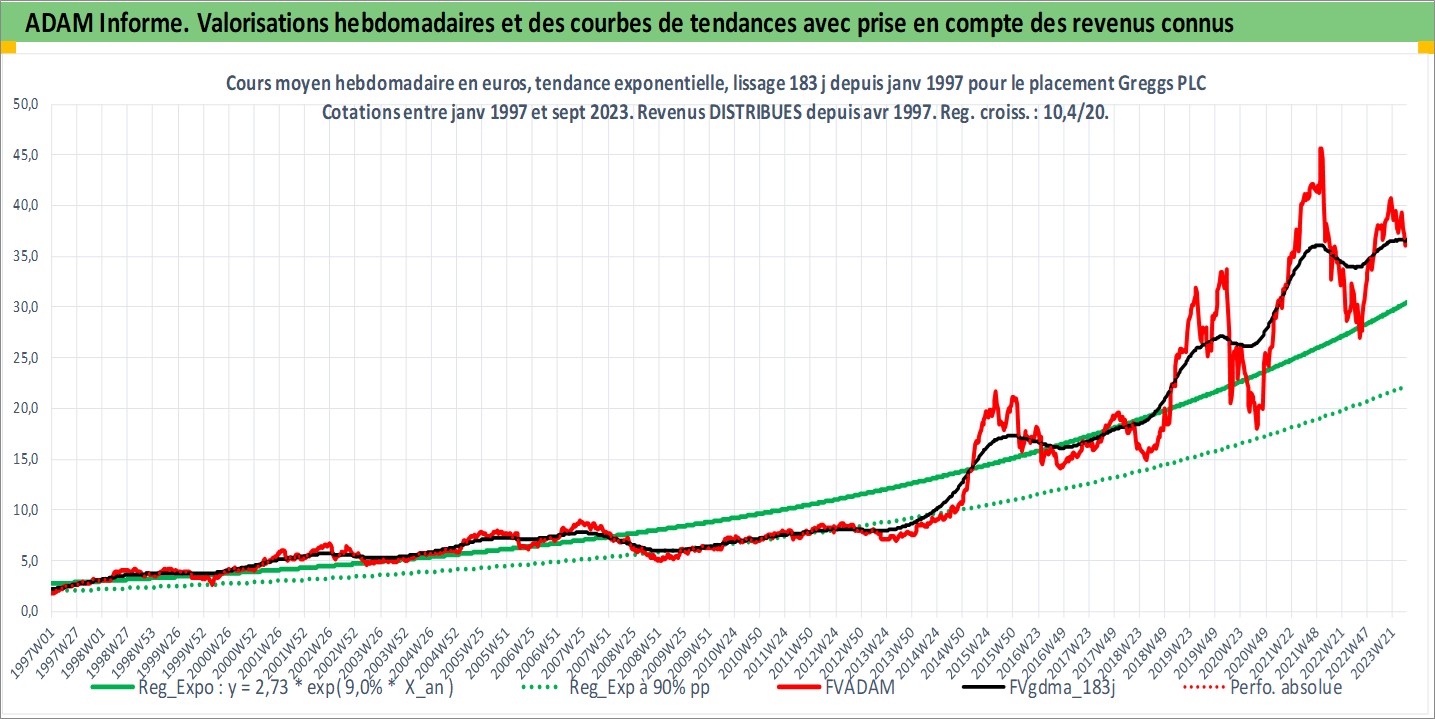 ADAM Informe. Valorisations hebdomadaires et des courbes de tendances avec prise en compte des revenus connus
Cours moyen hebdomadaire en euros, tendance exponentielle, lissage 183 j depuis janv 1997 pour le placement Greggs PLC
Cotations entre janv 1997 et sept 2023. Revenus DISTRIBUES depuis avr 1997. Reg. croiss. : 10,4/20.
50,0
45,0
40,0
35,0
30,0
25,0
20,0
15,0
10,0
5,0
0,0
1997W01 1997W27 1998W01 1998W27 1998W53 1999W26 1999W52 2000W26 2000W52 2001W26 2001W52 2002W26 2002W52 2003W26 2003W52 2004W26 2004W52 2005W25 2005W51 2006W25 2006W51 2007W25 2007W51 2008W25 2008W51 2009W25 2009W51 2010W24 2010W50 2011W24 2011W50 2012W24 2012W50 2013W24 2013W50 2014W24 2014W50 2015W24 2015W50 2016W23 2016W49 2017W23 2017W49 2018W23 2018W49 2019W23 2019W49 2020W23 2020W49 2021W22 2021W48 2022W21 2022W47 2023W21
Reg_Expo : y = 2,73 * exp( 9,0% * X_an ) Reg_Exp à 90% pp FVADAM FVgdma_183j Perfo. absolue